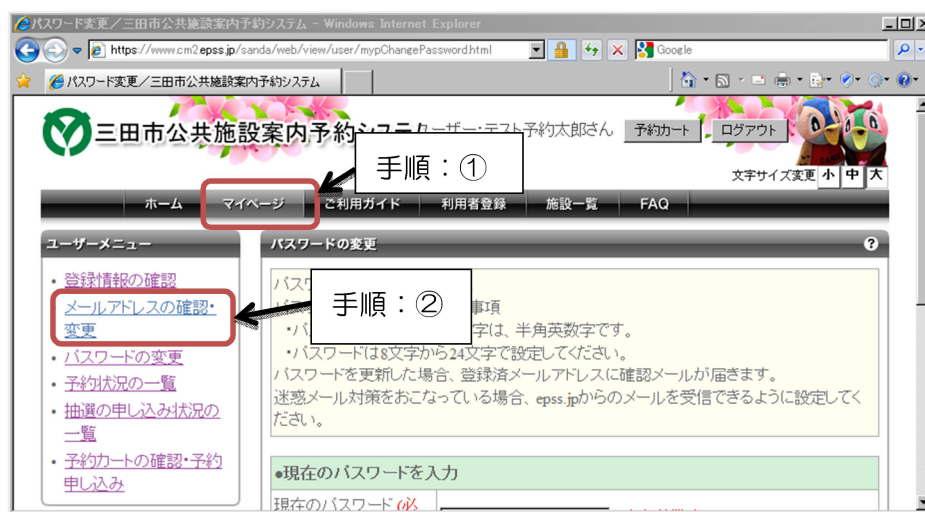 パスワード変更／三田市公共施設案内予約システム - Windows Internet Explorer
https://www.cm2.epss.jp/sanda/web/view/user/mypChangePassword.html
Google
パスワード変更／三田市公共施設案内予約システム
三田市公共施設案内予約システム
ユーザー：テスト予約太郎さん
予約カート
ログアウト
文字サイズ変更 小 中 大
手順：①
ホーム マイページ ご利用ガイド 利用者登録 施設一覧 FAQ
ユーザーメニュー
・登録情報の確認
メールアドレスの確認・
変更
・パスワードの変更
・予約状況の一覧
・抽選の申し込み状況の
一覧
・予約カートの確認・予約
申し込み
手順：②
パスワードの変更
?
パスワ
事項
字は、半角英数字です。
・パスワードは8文字から24文字で設定してください。
パスワードを更新した場合、登録済メールアドレスに確認メールが届きます。
迷惑メール対策をおこなっている場合、epss.jpからのメールを受信できるように設定してく
ださい。
●現在のパスワードを入力
現在のパスワード (必